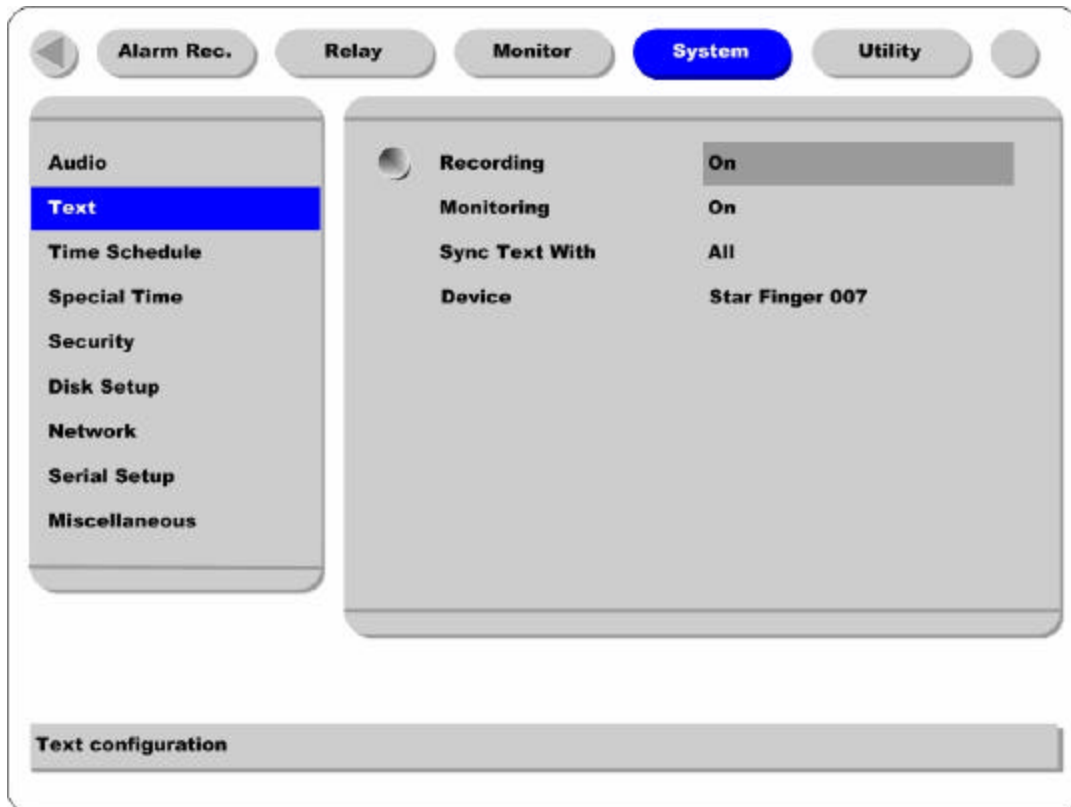 Alarm Rec. Relay Monitor System Utility
Audio
Text
Time Schedule
Special Time
Security
Disk Setup
Network
Serial Setup
Miscellaneous
Recording On
Monitoring On
Sync Text With All
Device Star Finger 007
Text configuration